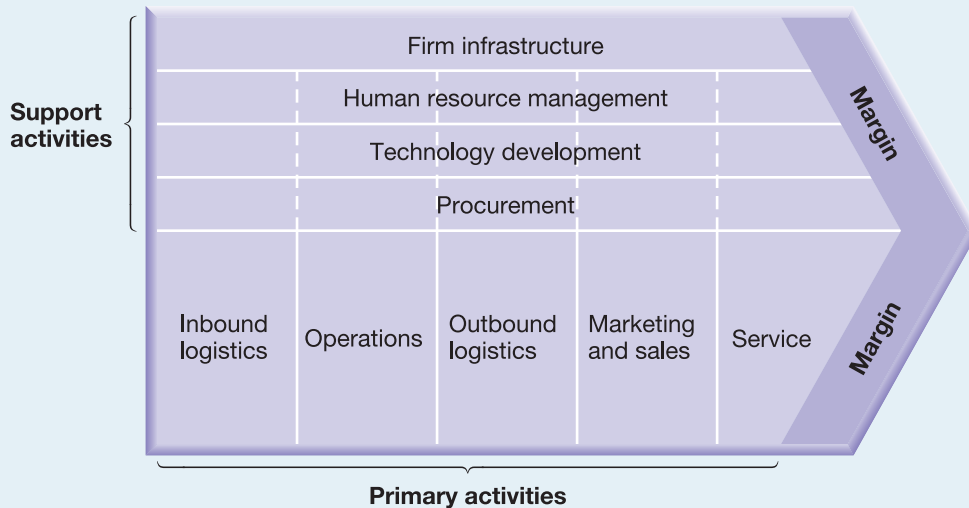 Firm infrastructure
Human resource management
Technology development
Procurement
Support
activities
Margin
Inbound
logistics
Operations
Outbound
logistics
Marketing
and sales
Service
Margin
Primary activities